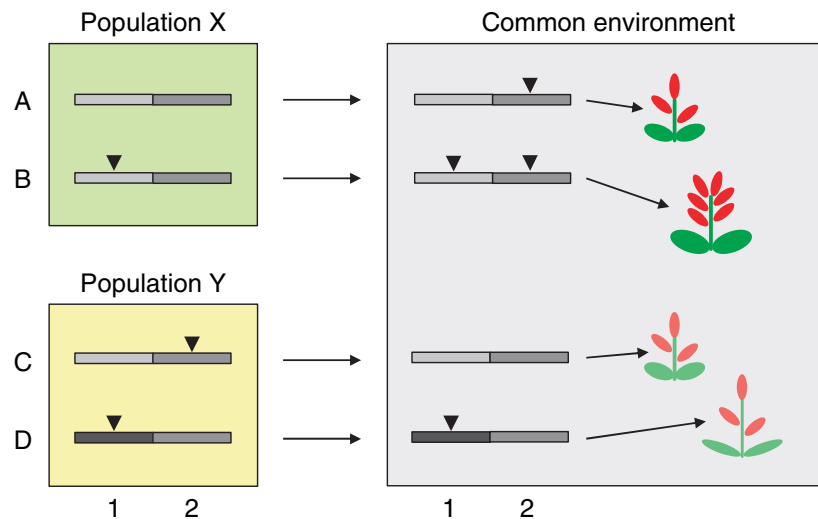 Population X
Common environment
A
B
Population Y
C
D
1 2
1 2